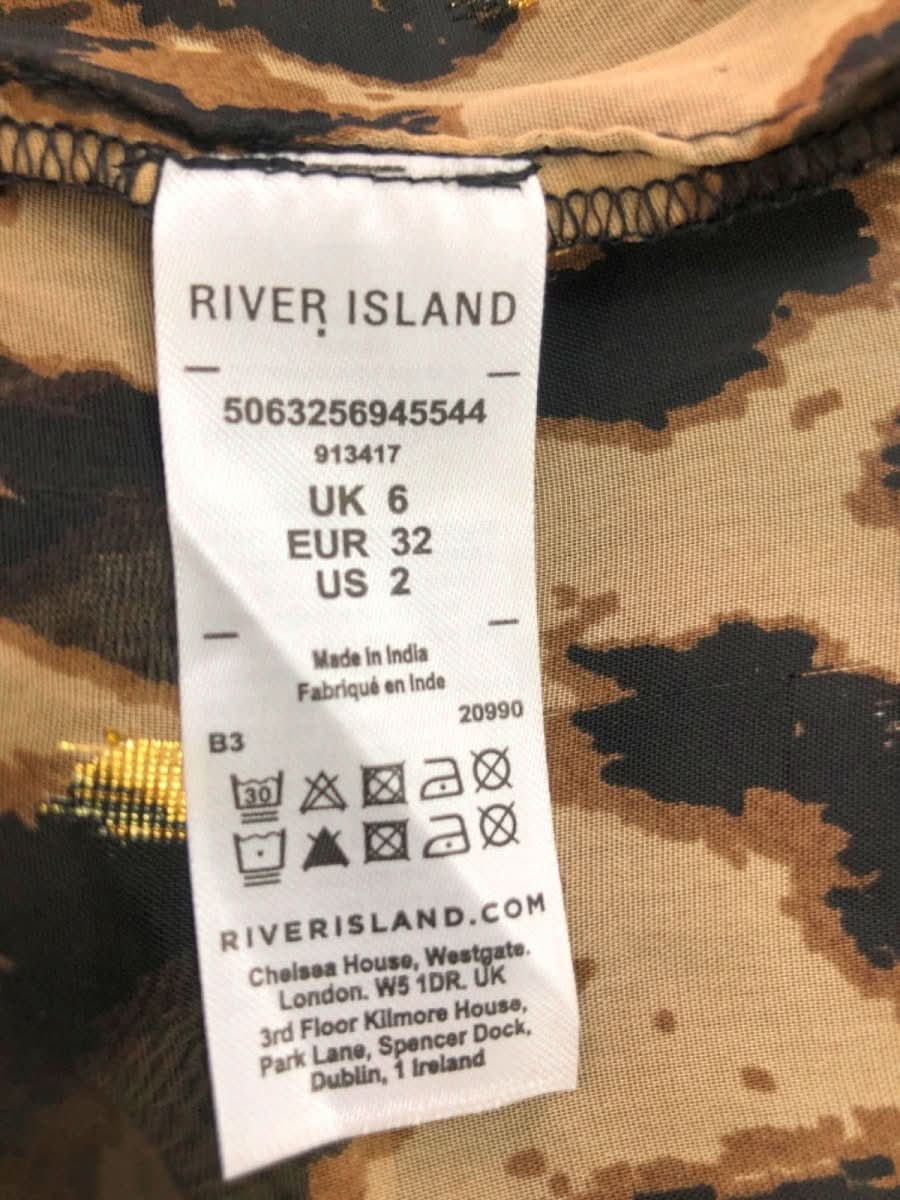 RIVER ISLAND
5063256945544
913417
UK 6
EUR 32
US 2
Made in India
Fabriqué en Inde
20990
B3
30
RIVERISLAND.COM
Chelsea House, Westgate.
London. W5 1DR. UK
3rd Floor Kilmore House,
Park Lane, Spencer Dock,
Dublin, 1 Ireland